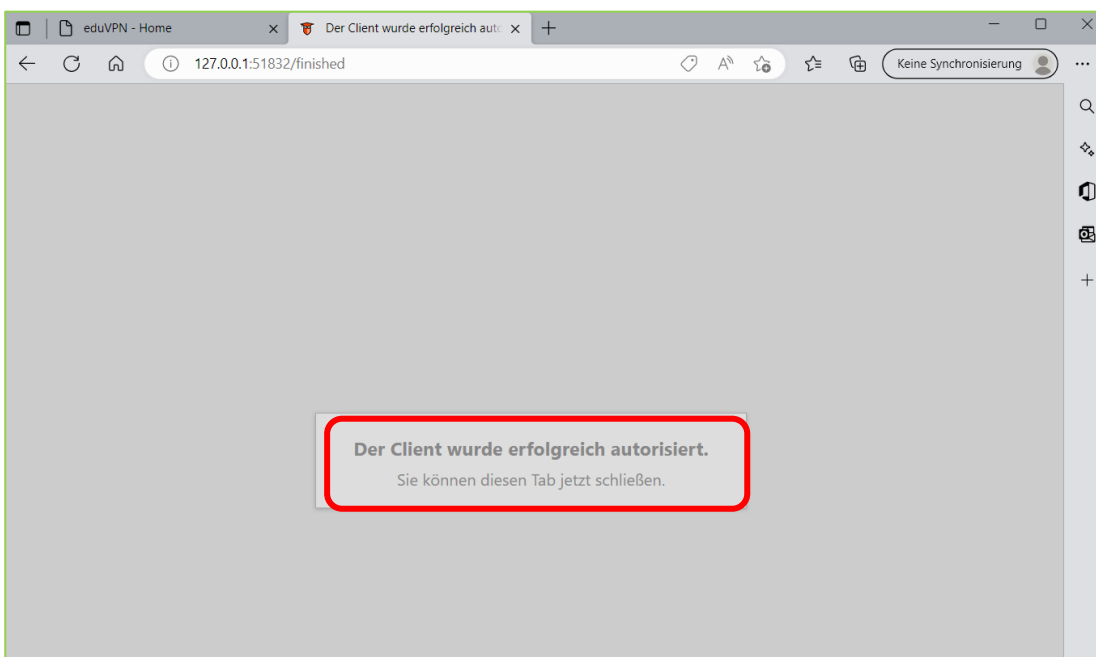 eduVPN - Home
Der Client wurde erfolgreich auto
127.0.0.1:51832/finished
Keine Synchronisierung
Der Client wurde erfolgreich autorisiert.
Sie können diesen Tab jetzt schließen.